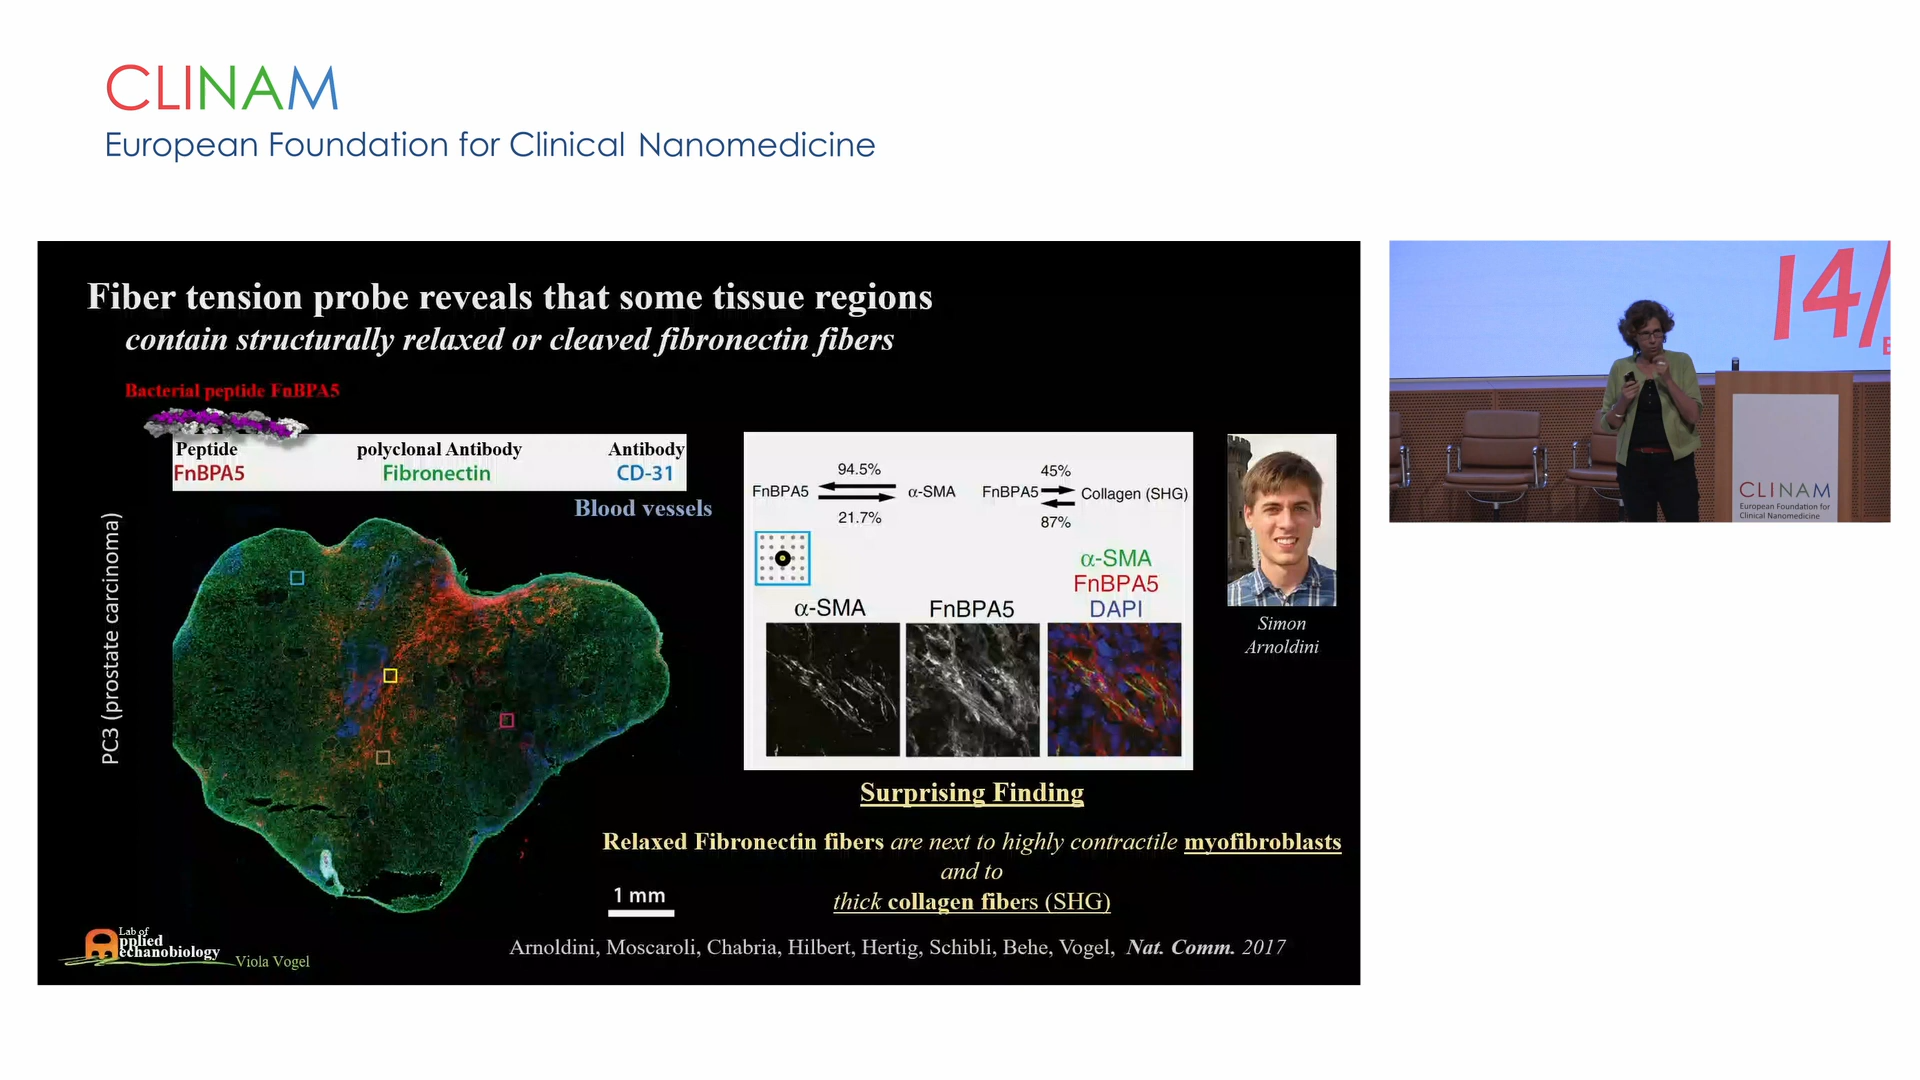 CLINAM
European Foundation for Clinical Nanomedicine
Fiber tension probe reveals that some tissue regions
contain structurally relaxed or cleaved fibronectin fibers
Bacterial peptide FnBPA5
Peptide polyclonal Antibody Antibody
FnBPA5 Fibronectin CD-31
Blood vessels
PC3 (prostate carcinoma)
1 mm
94.5% 45%
FnBPA5 α-SMA FnBPA5 Collagen (SHG)
21.7% 87%
α-SMA
FnBPA5
DAPI
α-SMA FnBPA5
Simon
Arnoldini
Surprising Finding
Relaxed Fibronectin fibers are next to highly contractile myofibroblasts
and to
thick collagen fibers (SHG)
Arnoldini, Moscaroli, Chabria, Hilbert, Hertig, Schibli, Behe, Vogel, Nat. Comm. 2017
Lab of
pplied
echanobiology
Viola Vogel
14/
E
CLINAM
European Foundation for
Clinical Nanomedicine